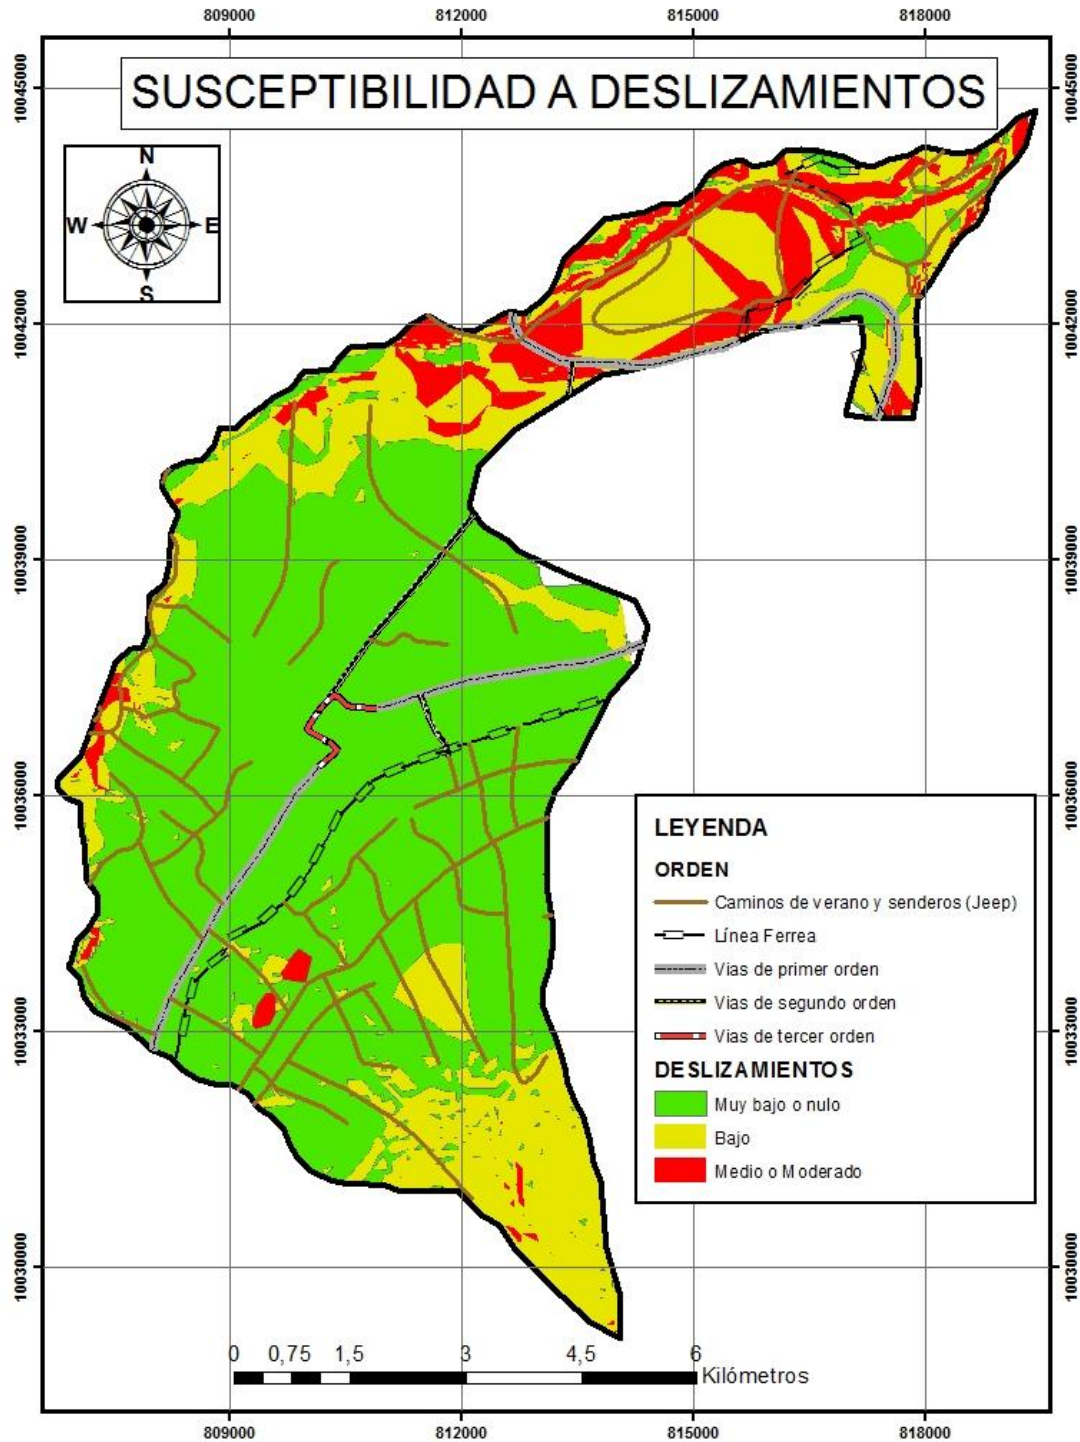 809000 812000 815000 818000
SUSCEPTIBILIDAD A DESLIZAMIENTOS
10045000 10045000
N
W E
S
10042000 10042000
10039000 10039000
10036000 10036000
LEYENDA
ORDEN
Caminos de verano y senderos (Jeep)
Línea Ferrea
Vias de primer orden
Vias de segundo orden
Vias de tercer orden
10033000 10033000
DESLIZAMIENTOS
Muy bajo o nulo
Bajo
Medio o Moderado
10030000 10030000
0 0,75 1,5 3 4,5 6
Kilómetros
809000 812000 815000 818000